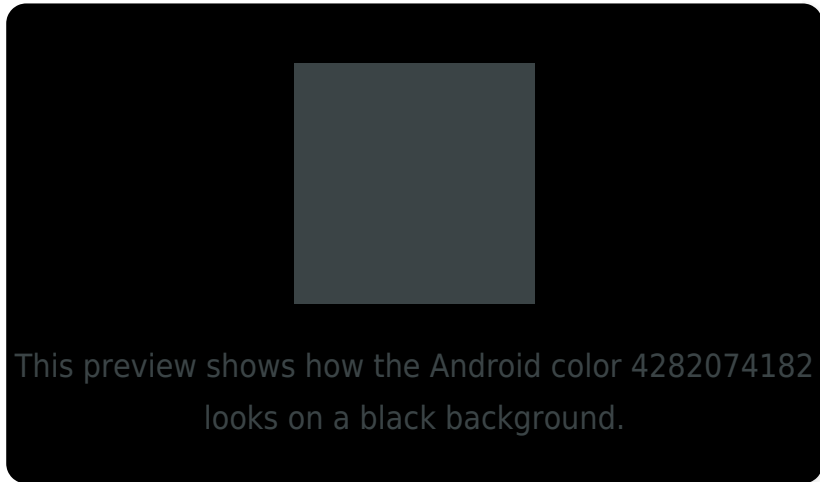 This preview shows how the Android color 4282074182
looks on a black background.